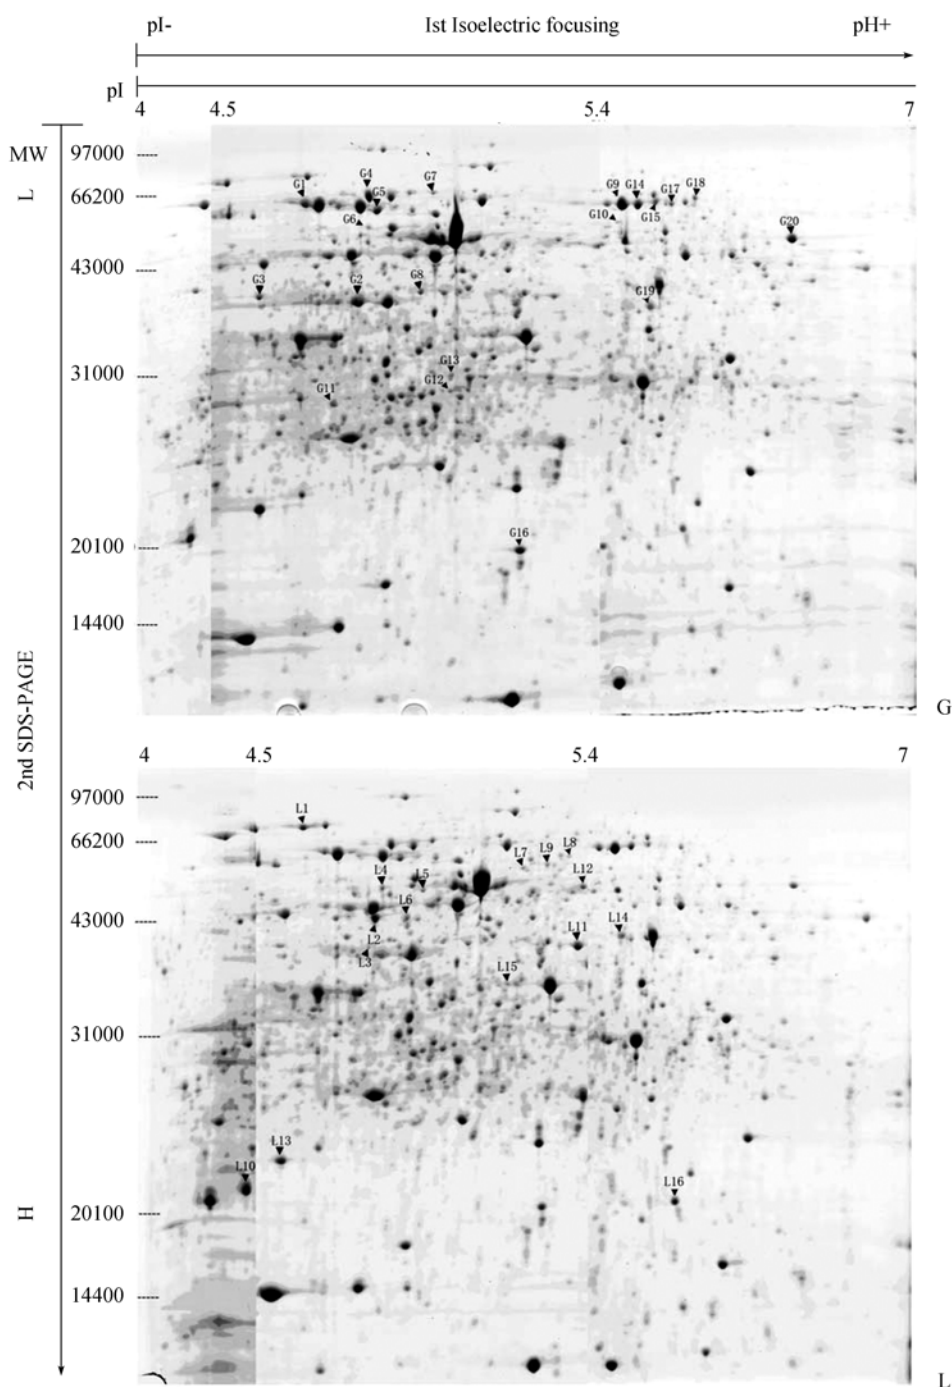 pI- Ist Isoelectric focusing pH+
pI
4 4.5 5.4 7
MW 97000
L 66200
43000
31000
20100
14400
G1 G4 G5 G7 G6 G9 G14 G17 G18 G10 G15 G20
G3 G2 G8 G19
G13
G12
G11
G16
G
2nd SDS-PAGE
4 4.5 5.4 7
97000
66200
43000
31000
H 20100
14400
L1
L7 L9 L8
L4 L5 L12
L6
L2 L11 L14
L3 L15
L13
L10 L16
L